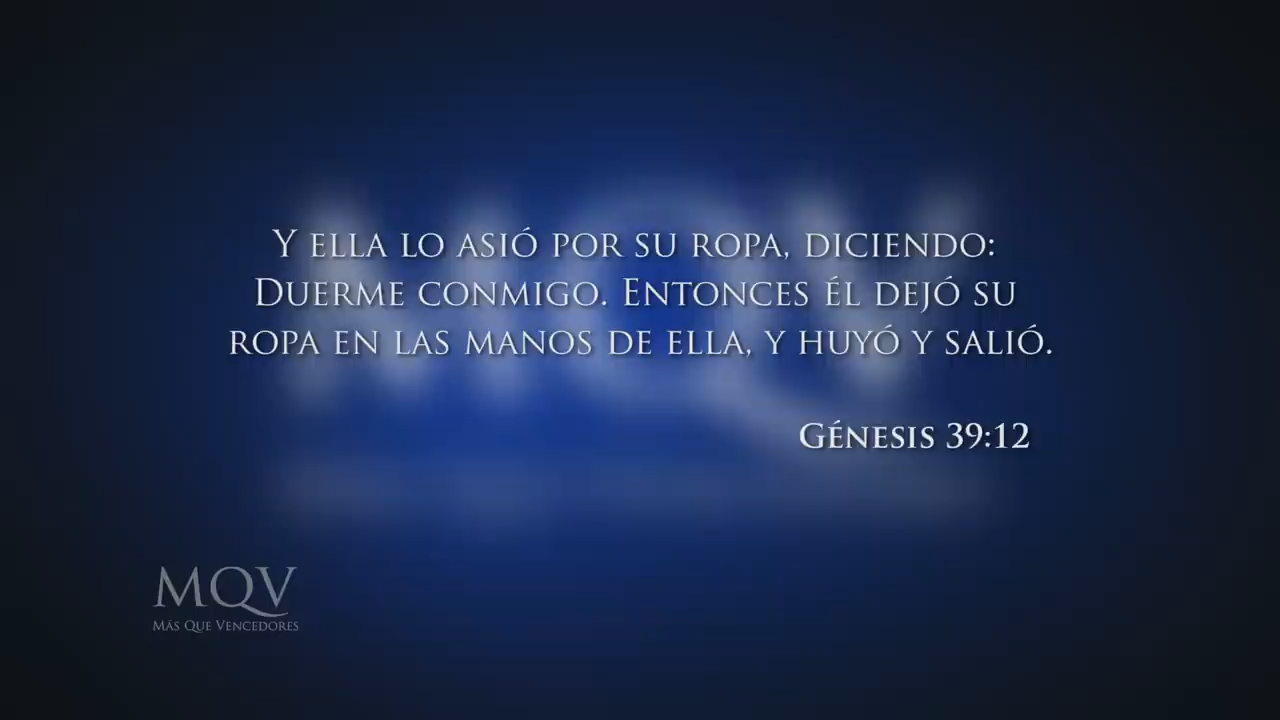 Y ella lo asió por su ropa, diciendo:
Duerme conmigo. Entonces él dejó su
ropa en las manos de ella, y huyó y salió.
Génesis 39:12
MQV
Más Que Vencedores